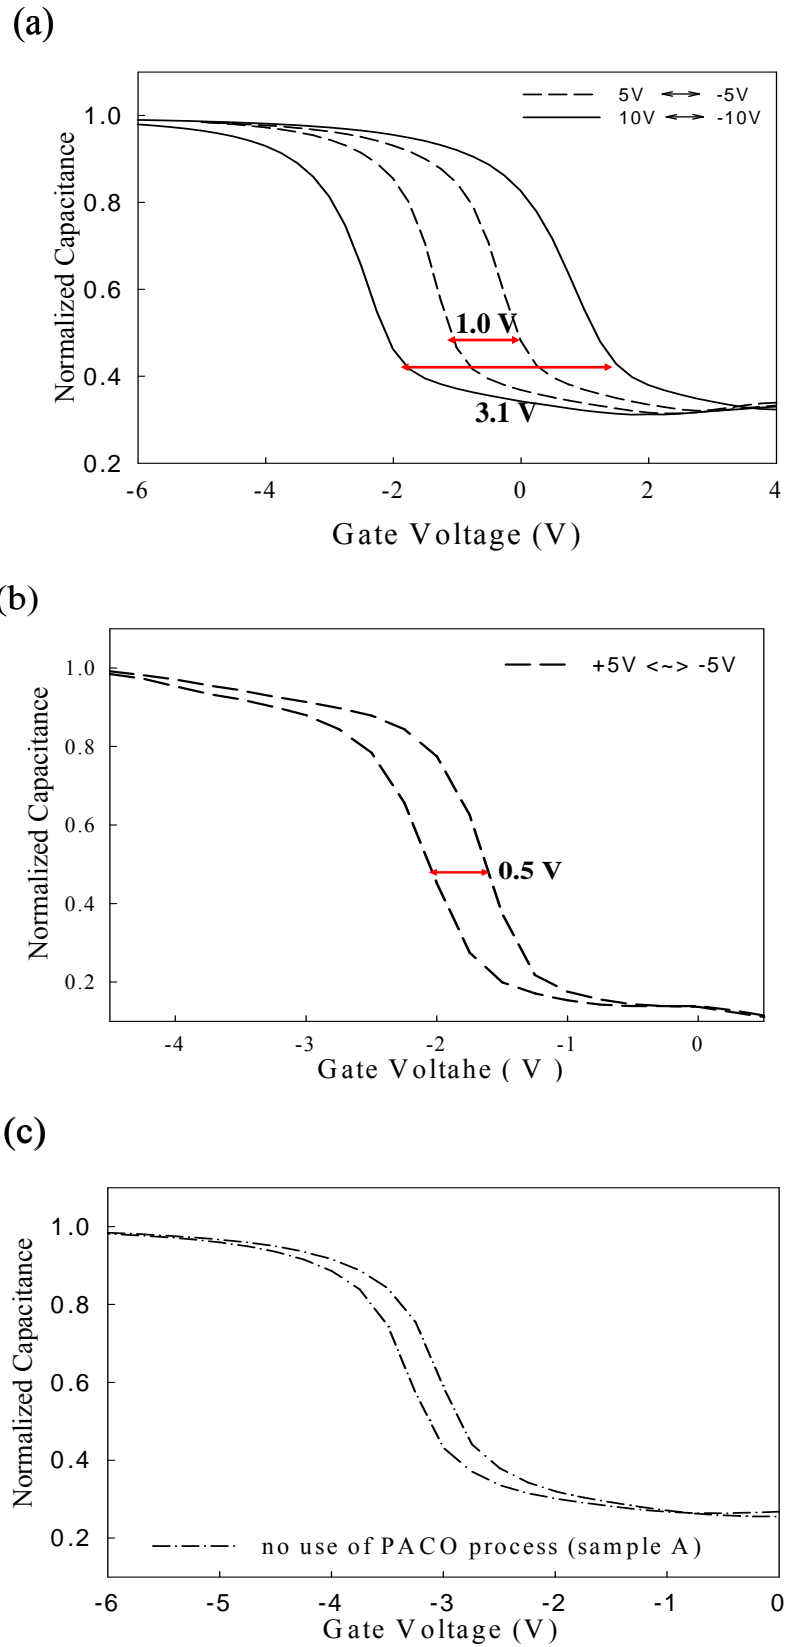 (a)
5V ↔ -5V
10V ↔ -10V
1.0
0.8
0.6
0.4
0.2
Normalized Capacitance
1.0 V
3.1 V
-6 -4 -2 0 2 4
Gate Voltage (V)
(b)
+5V <~> -5V
1.0
0.8
0.6
0.4
0.2
Normalized Capacitance
0.5 V
-4 -3 -2 -1 0
Gate Voltahe ( V )
(c)
1.0
0.8
0.6
0.4
0.2
Normalized Capacitance
no use of PACO process (sample A)
-6 -5 -4 -3 -2 -1 0
Gate Voltage (V)